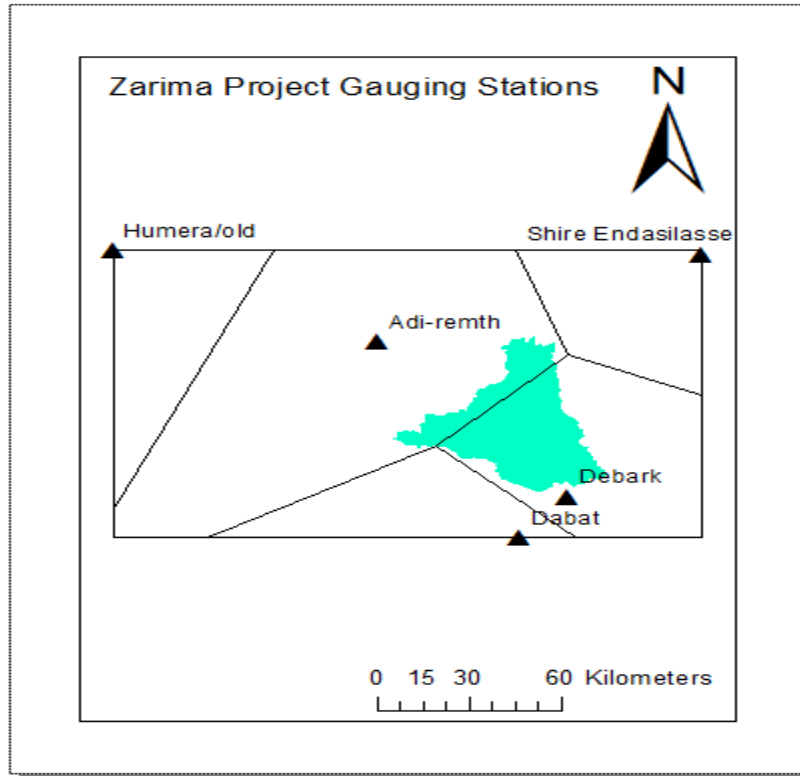 Zarima Project Gauging Stations
N
Humera/old
Shire Endasilasse
Adi-remth
Debark
Dabat
0 15 30 60 Kilometers